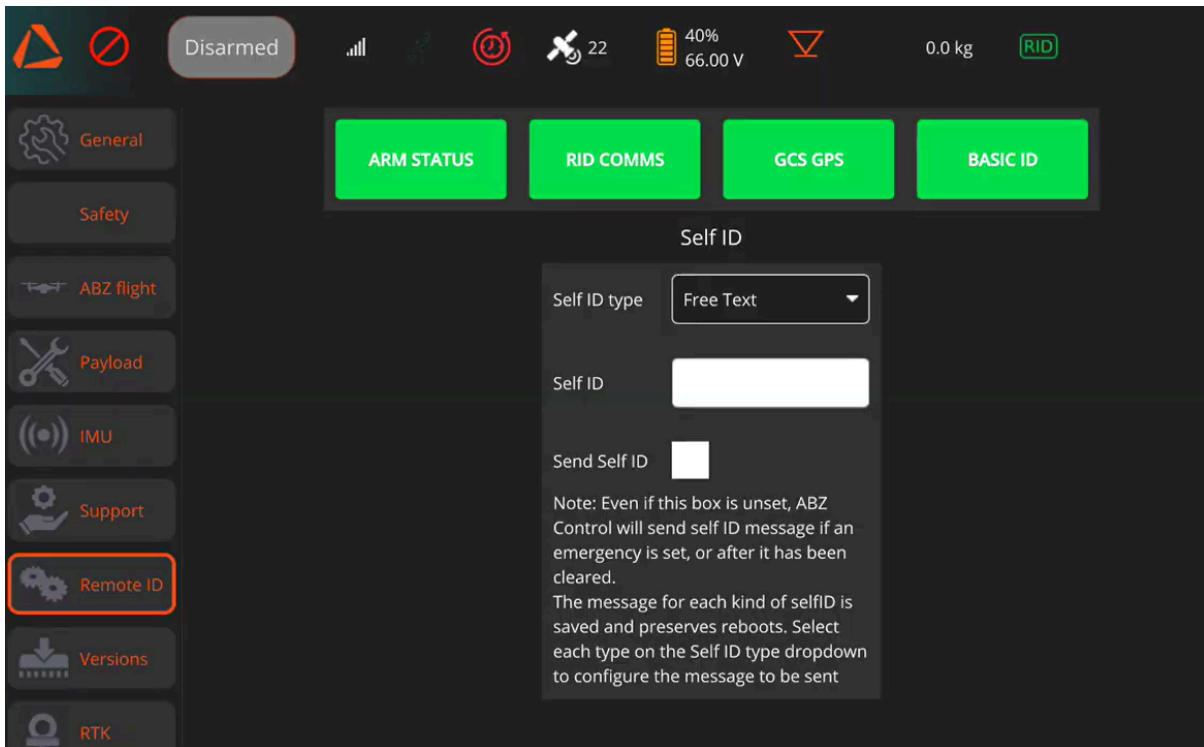 Disarmed
22
40%
66.00 V
0.0 kg
RID
General
Safety
ABZ flight
Payload
IMU
Support
Remote ID
Versions
RTK
ARM STATUS
RID COMMS
GCS GPS
BASIC ID
Self ID
Self ID type
Free Text
Self ID
Send Self ID
Note: Even if this box is unset, ABZ
Control will send self ID message if an
emergency is set, or after it has been
cleared.
The message for each kind of selfID is
saved and preserves reboots. Select
each type on the Self ID type dropdown
to configure the message to be sent